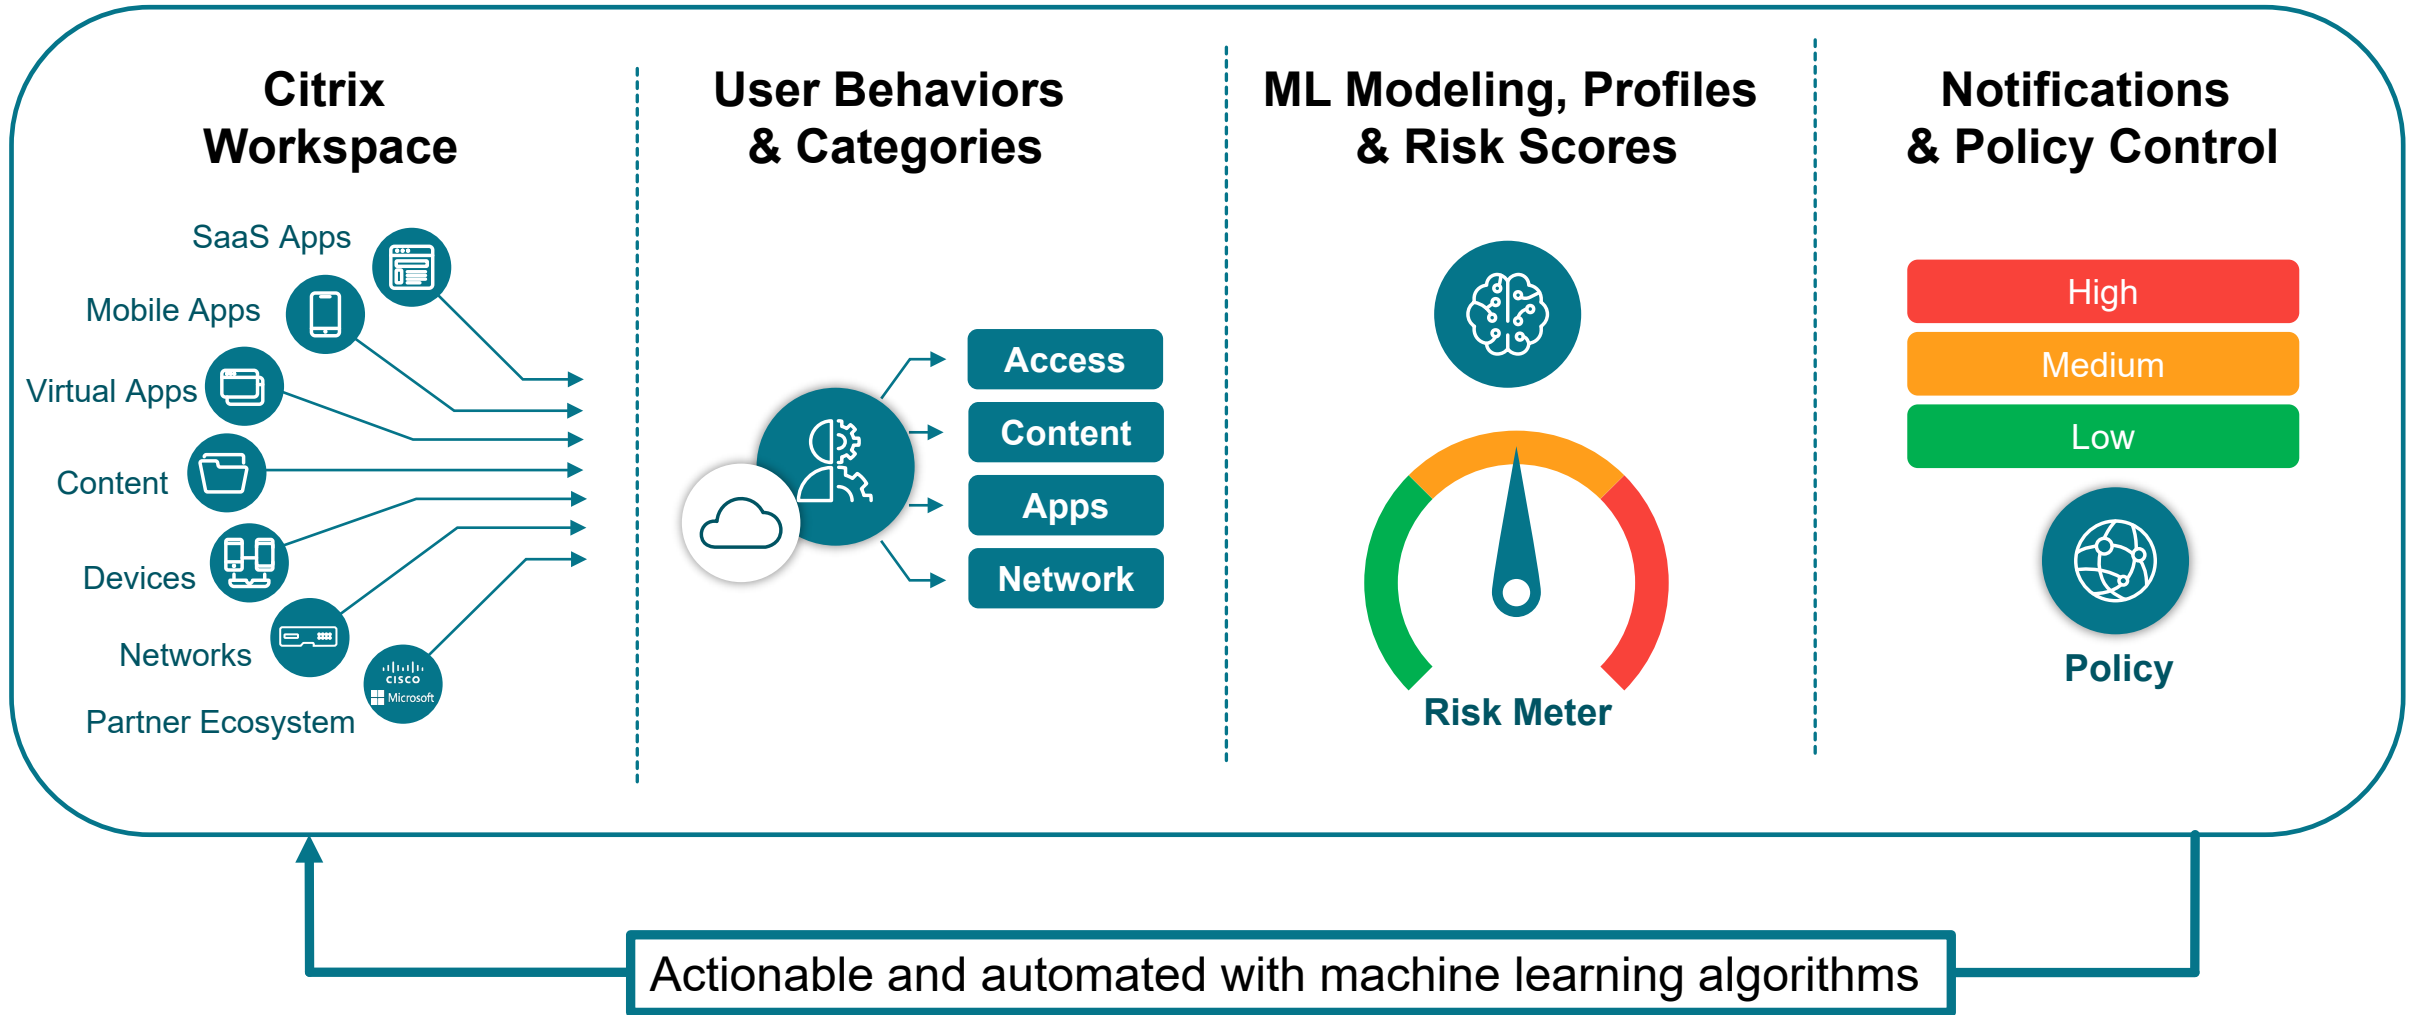 Citrix
Workspace
SaaS Apps
Mobile Apps
Virtual Apps
Content
Devices
Networks
Partner Ecosystem
CISCO
Microsoft
User Behaviors
& Categories
Access
Content
Apps
Network
ML Modeling, Profiles
& Risk Scores
Risk Meter
Notifications
& Policy Control
High
Medium
Low
Policy
Actionable and automated with machine learning algorithms